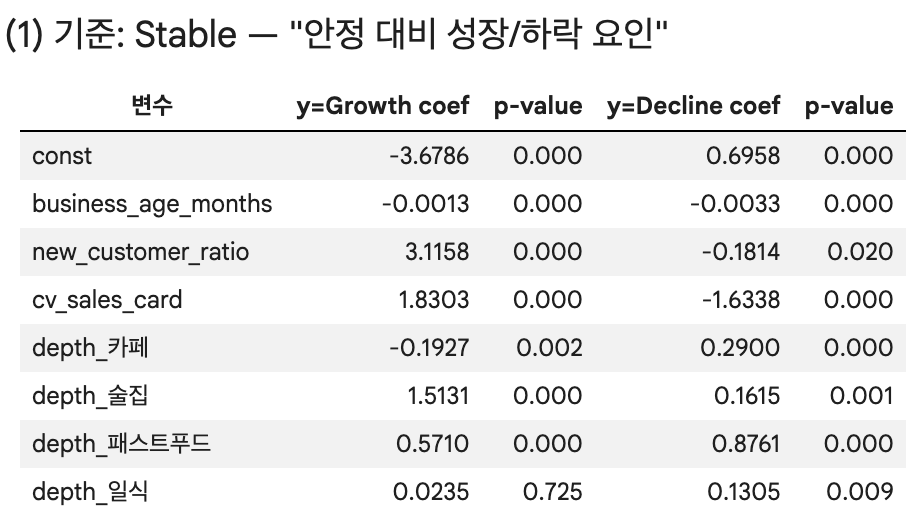 (1) 기준: Stable — "안정 대비 성장/하락 요인"
변수 y=Growth coef p-value y=Decline coef p-value
const -3.6786 0.000 0.6958 0.000
business_age_months -0.0013 0.000 -0.0033 0.000
new_customer_ratio 3.1158 0.000 -0.1814 0.020
cv_sales_card 1.8303 0.000 -1.6338 0.000
depth_카페 -0.1927 0.002 0.2900 0.000
depth_술집 1.5131 0.000 0.1615 0.001
depth_패스트푸드 0.5710 0.000 0.8761 0.000
depth_일식 0.0235 0.725 0.1305 0.009